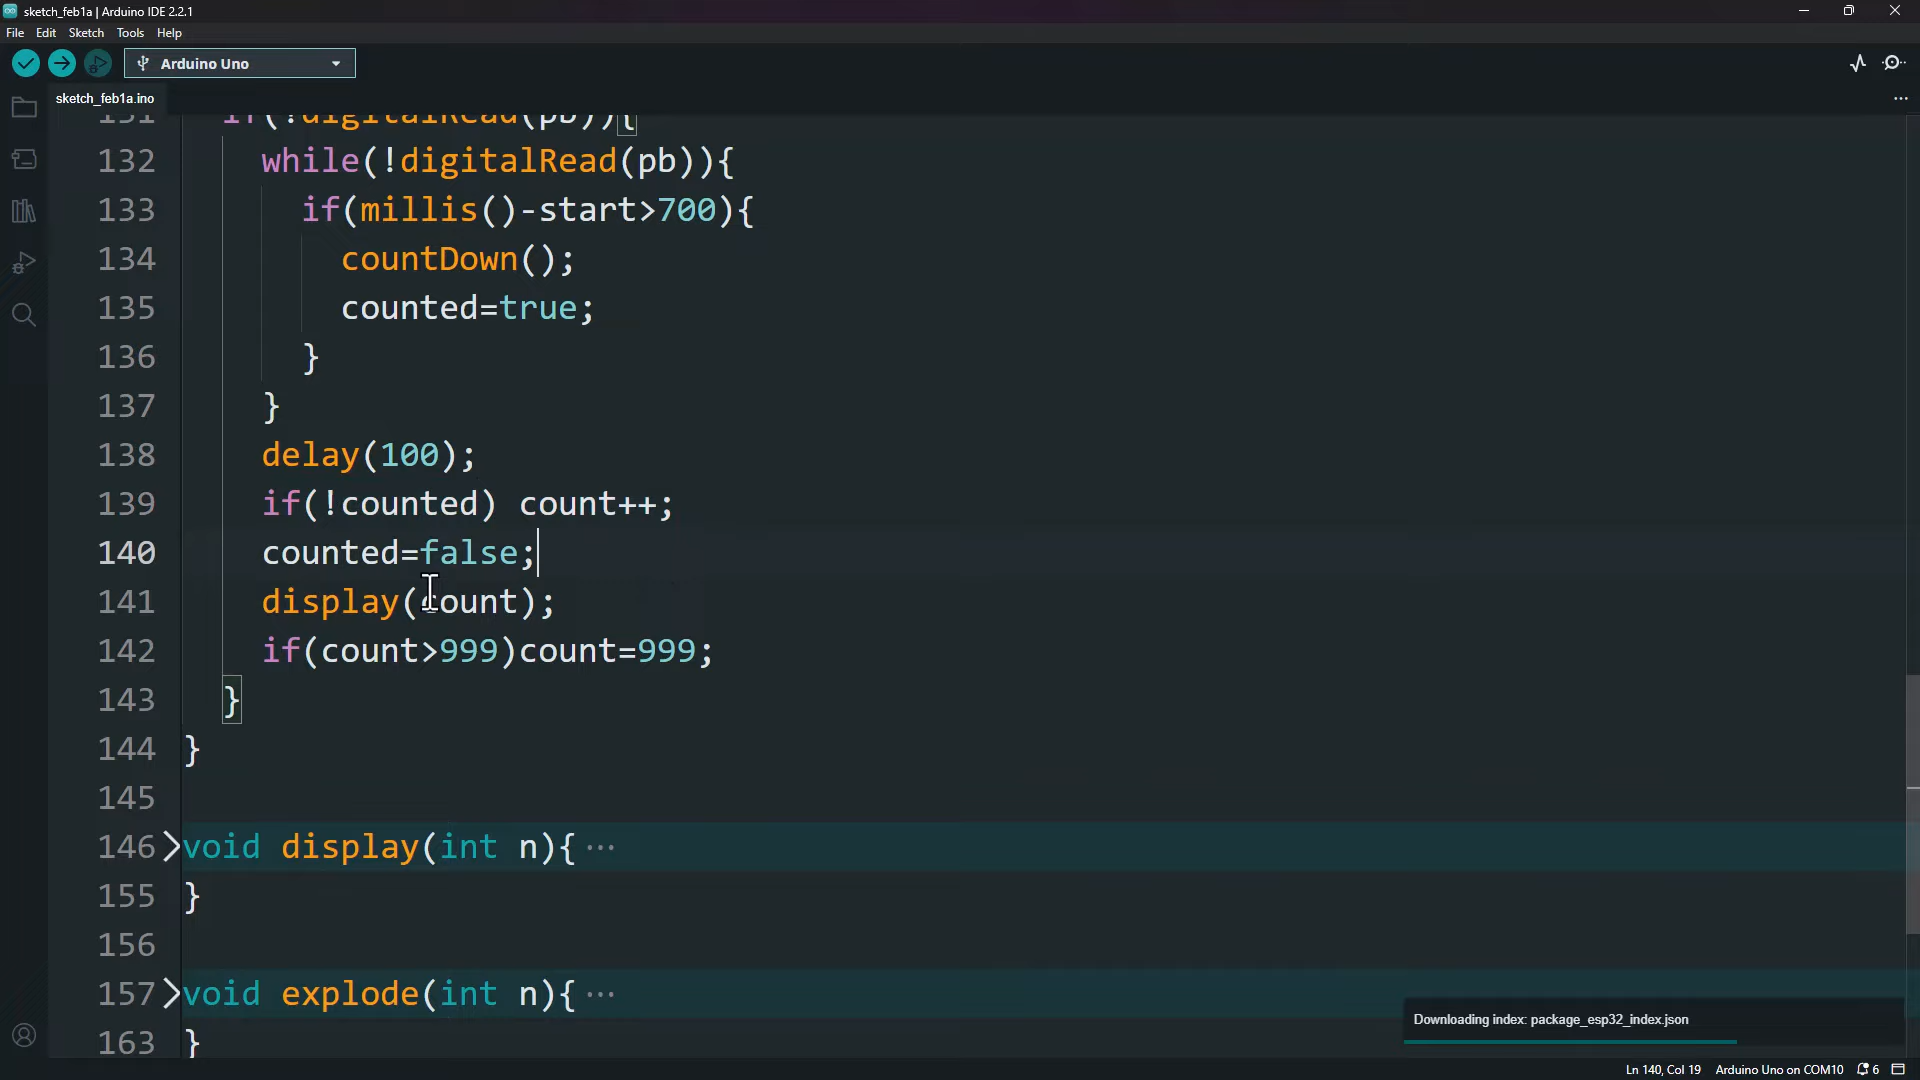 sketch_feb1a | Arduino IDE 2.2.1
File Edit Sketch Tools Help
Arduino Uno
sketch_feb1a.ino
131 if(!digitalRead(pb)){
132 while(!digitalRead(pb)){
133 if(millis()-start>700){
134 countDown();
135 counted=true;
136 }
137 }
138 delay(100);
139 if(!counted) count++;
140 counted=false;
141 display(count);
142 if(count>999)count=999;
143 }
144 }
145
146 void display(int n){ ···
155 }
156
157 void explode(int n){ ···
163 }
Downloading index: package_esp32_index.json
Ln 140, Col 19 Arduino Uno on COM10 6